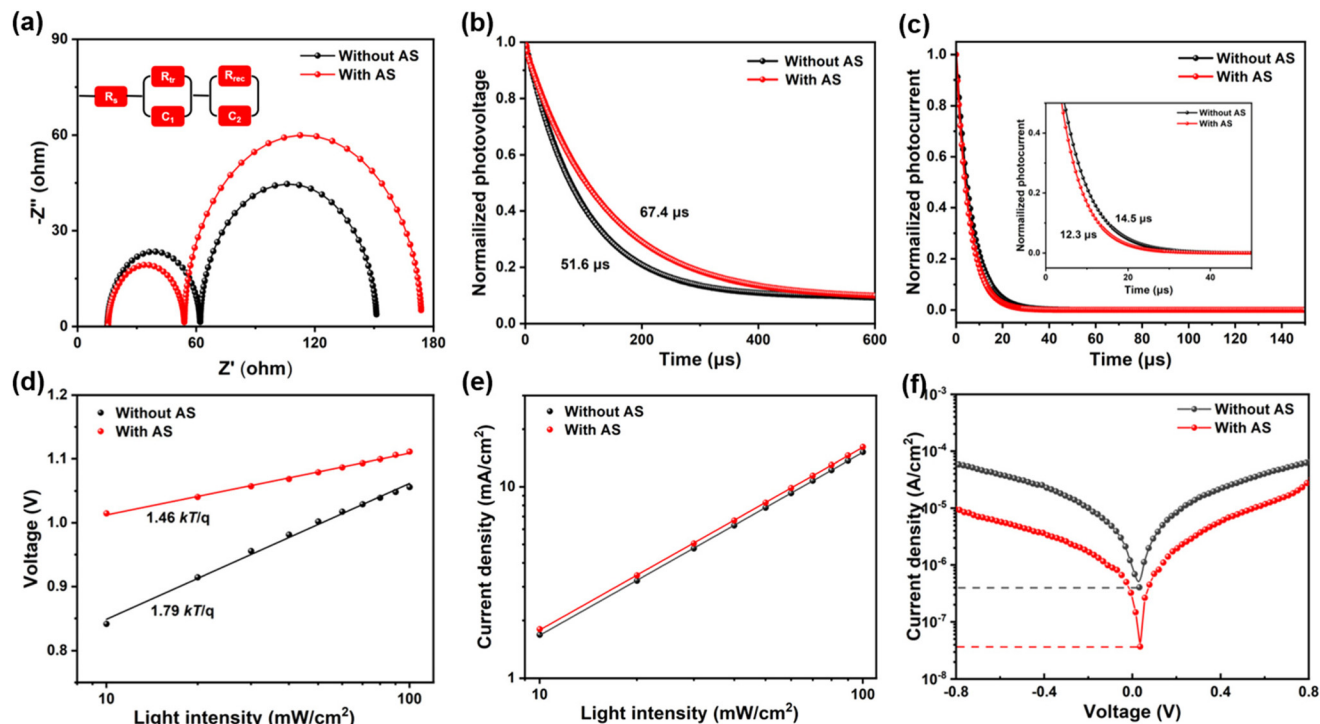 (a)
90
60
30
0
0
60
120
180
-Z" (ohm)
Z' (ohm)
Without AS
With AS
Rs
Rtr
C1
Rrec
C2
(b)
1.0
0.8
0.6
0.4
0.2
0.0
0
200
400
600
Normailized photovoltage
Time (μs)
Without AS
With AS
67.4 μs
51.6 μs
(c)
1.0
0.8
0.6
0.4
0.2
0.0
0
20
40
60
80
100
120
140
Normailized photocurrent
Time (μs)
Without AS
With AS
Without AS
With AS
0.4
0.2
0.0
0
20
40
Normailized photocurrent
Time (μs)
14.5 μs
12.3 μs
(d)
1.2
1.1
1.0
0.9
0.8
10
100
Voltage (V)
Light intensity (mW/cm²)
Without AS
With AS
1.46 kT/q
1.79 kT/q
(e)
10
1
10
100
Current density (mA/cm²)
Light intensity (mW/cm²)
Without AS
With AS
(f)
10⁻³
10⁻⁴
10⁻⁵
10⁻⁶
10⁻⁷
10⁻⁸
-0.8
-0.4
0.0
0.4
0.8
Current density (A/cm²)
Voltage (V)
Without AS
With AS